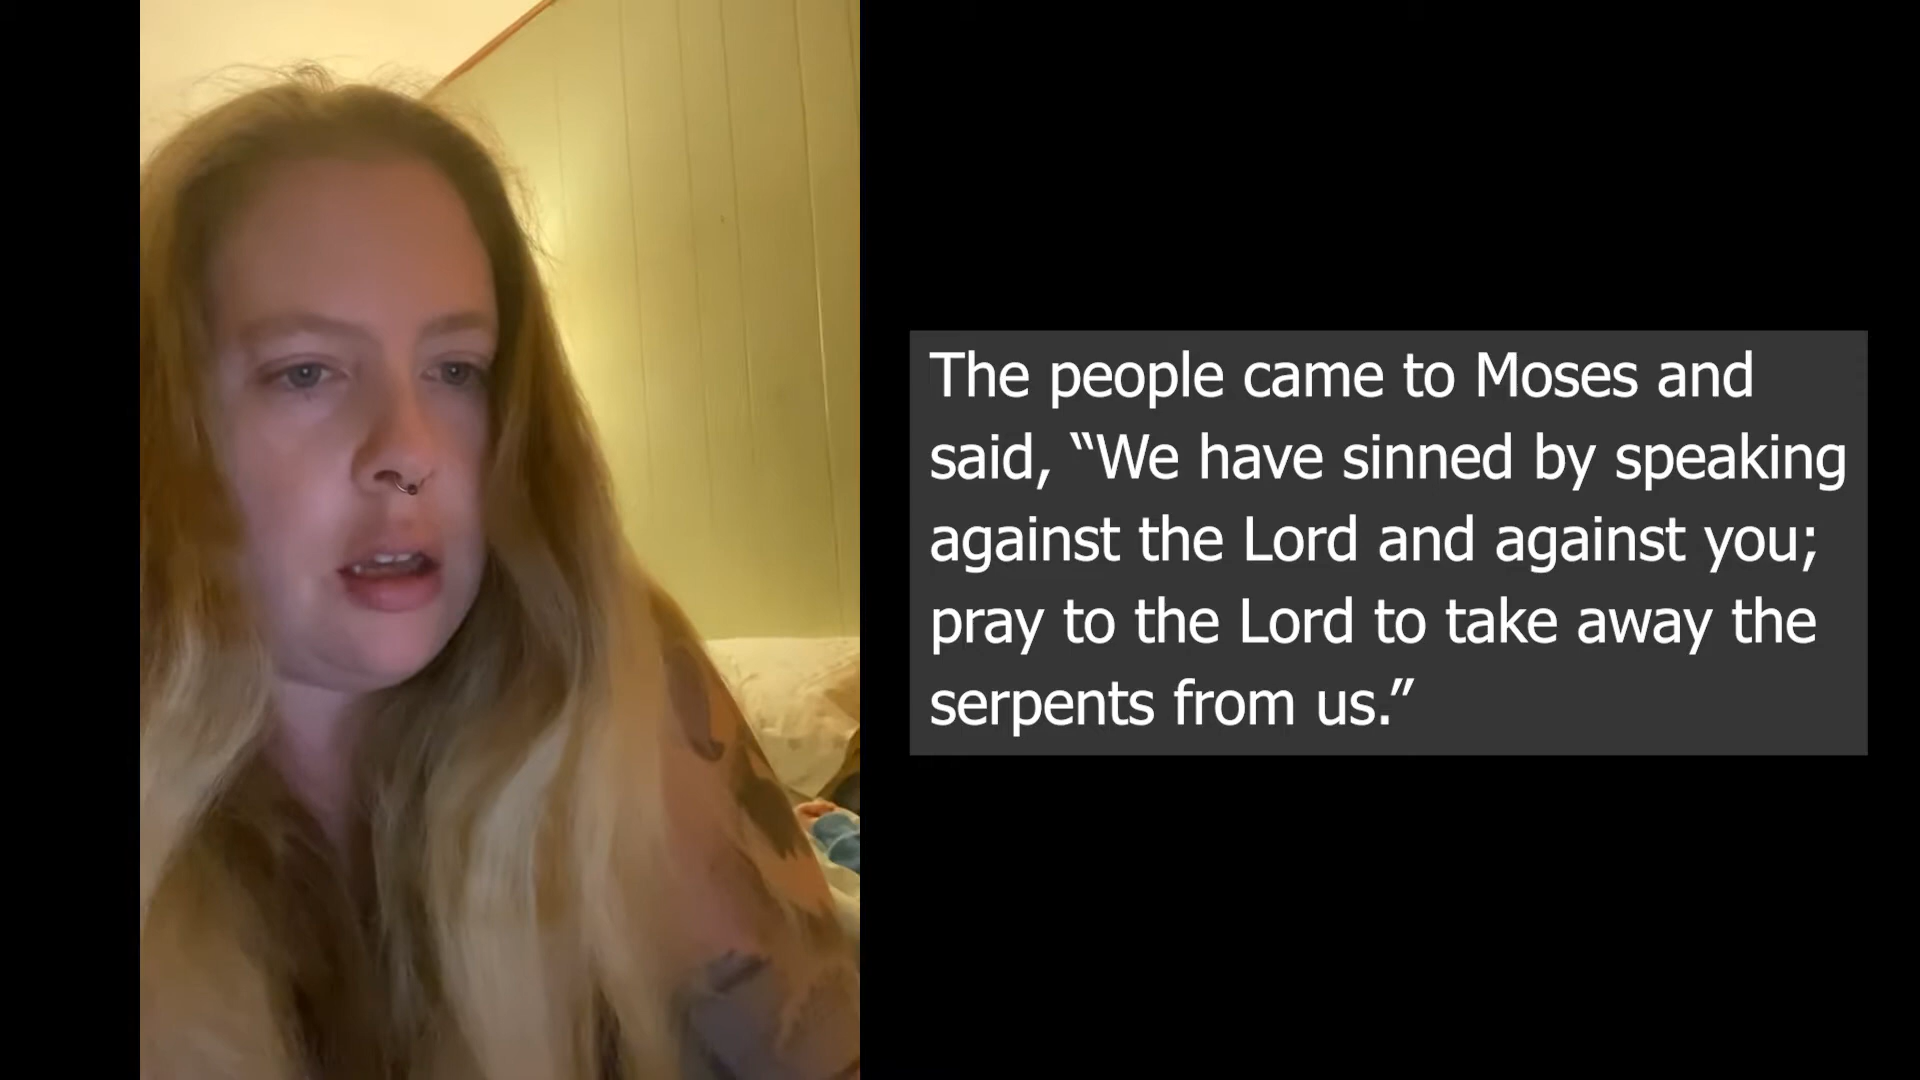 The people came to Moses and
said, “We have sinned by speaking
against the Lord and against you;
pray to the Lord to take away the
serpents from us.”